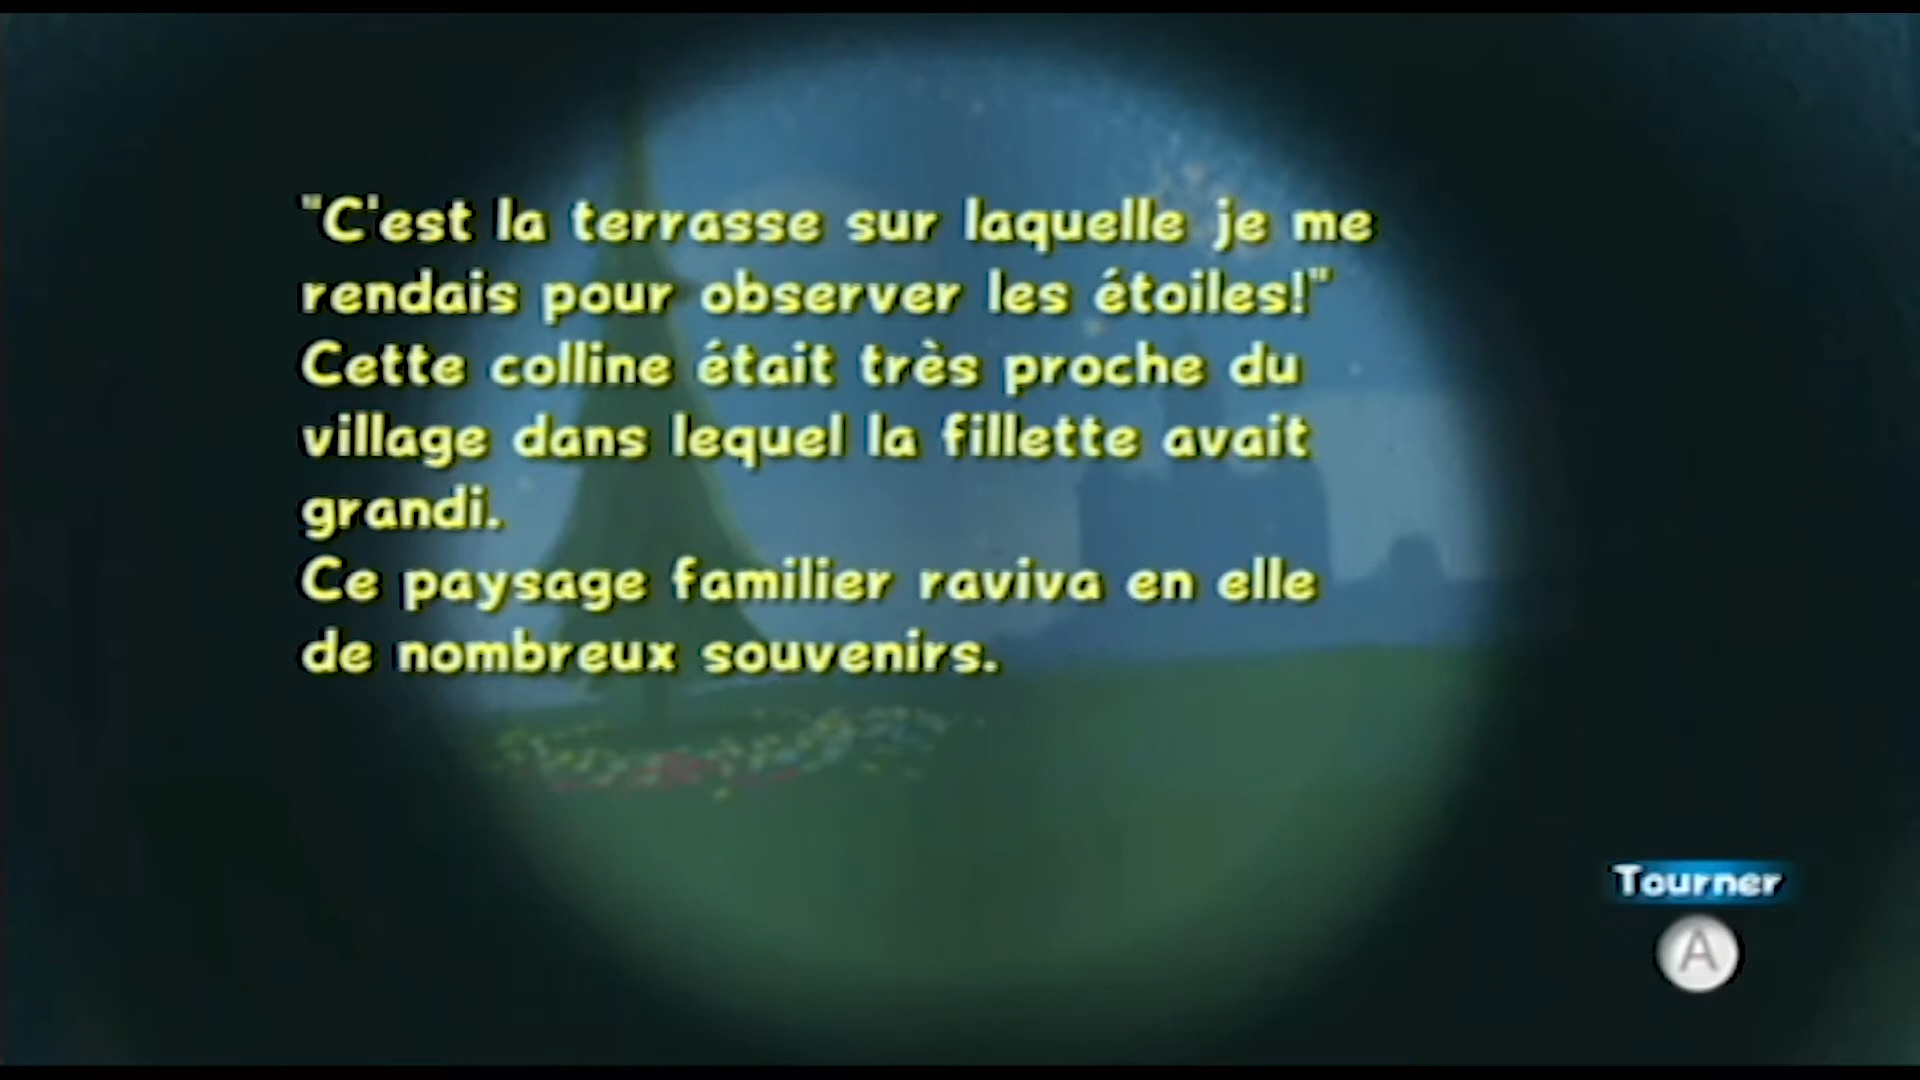 "C'est la terrasse sur laquelle je me
rendais pour observer les étoiles!"
Cette colline était très proche du
village dans lequel la fillette avait
grandi.
Ce paysage familier raviva en elle
de nombreux souvenirs.
Tourner
A